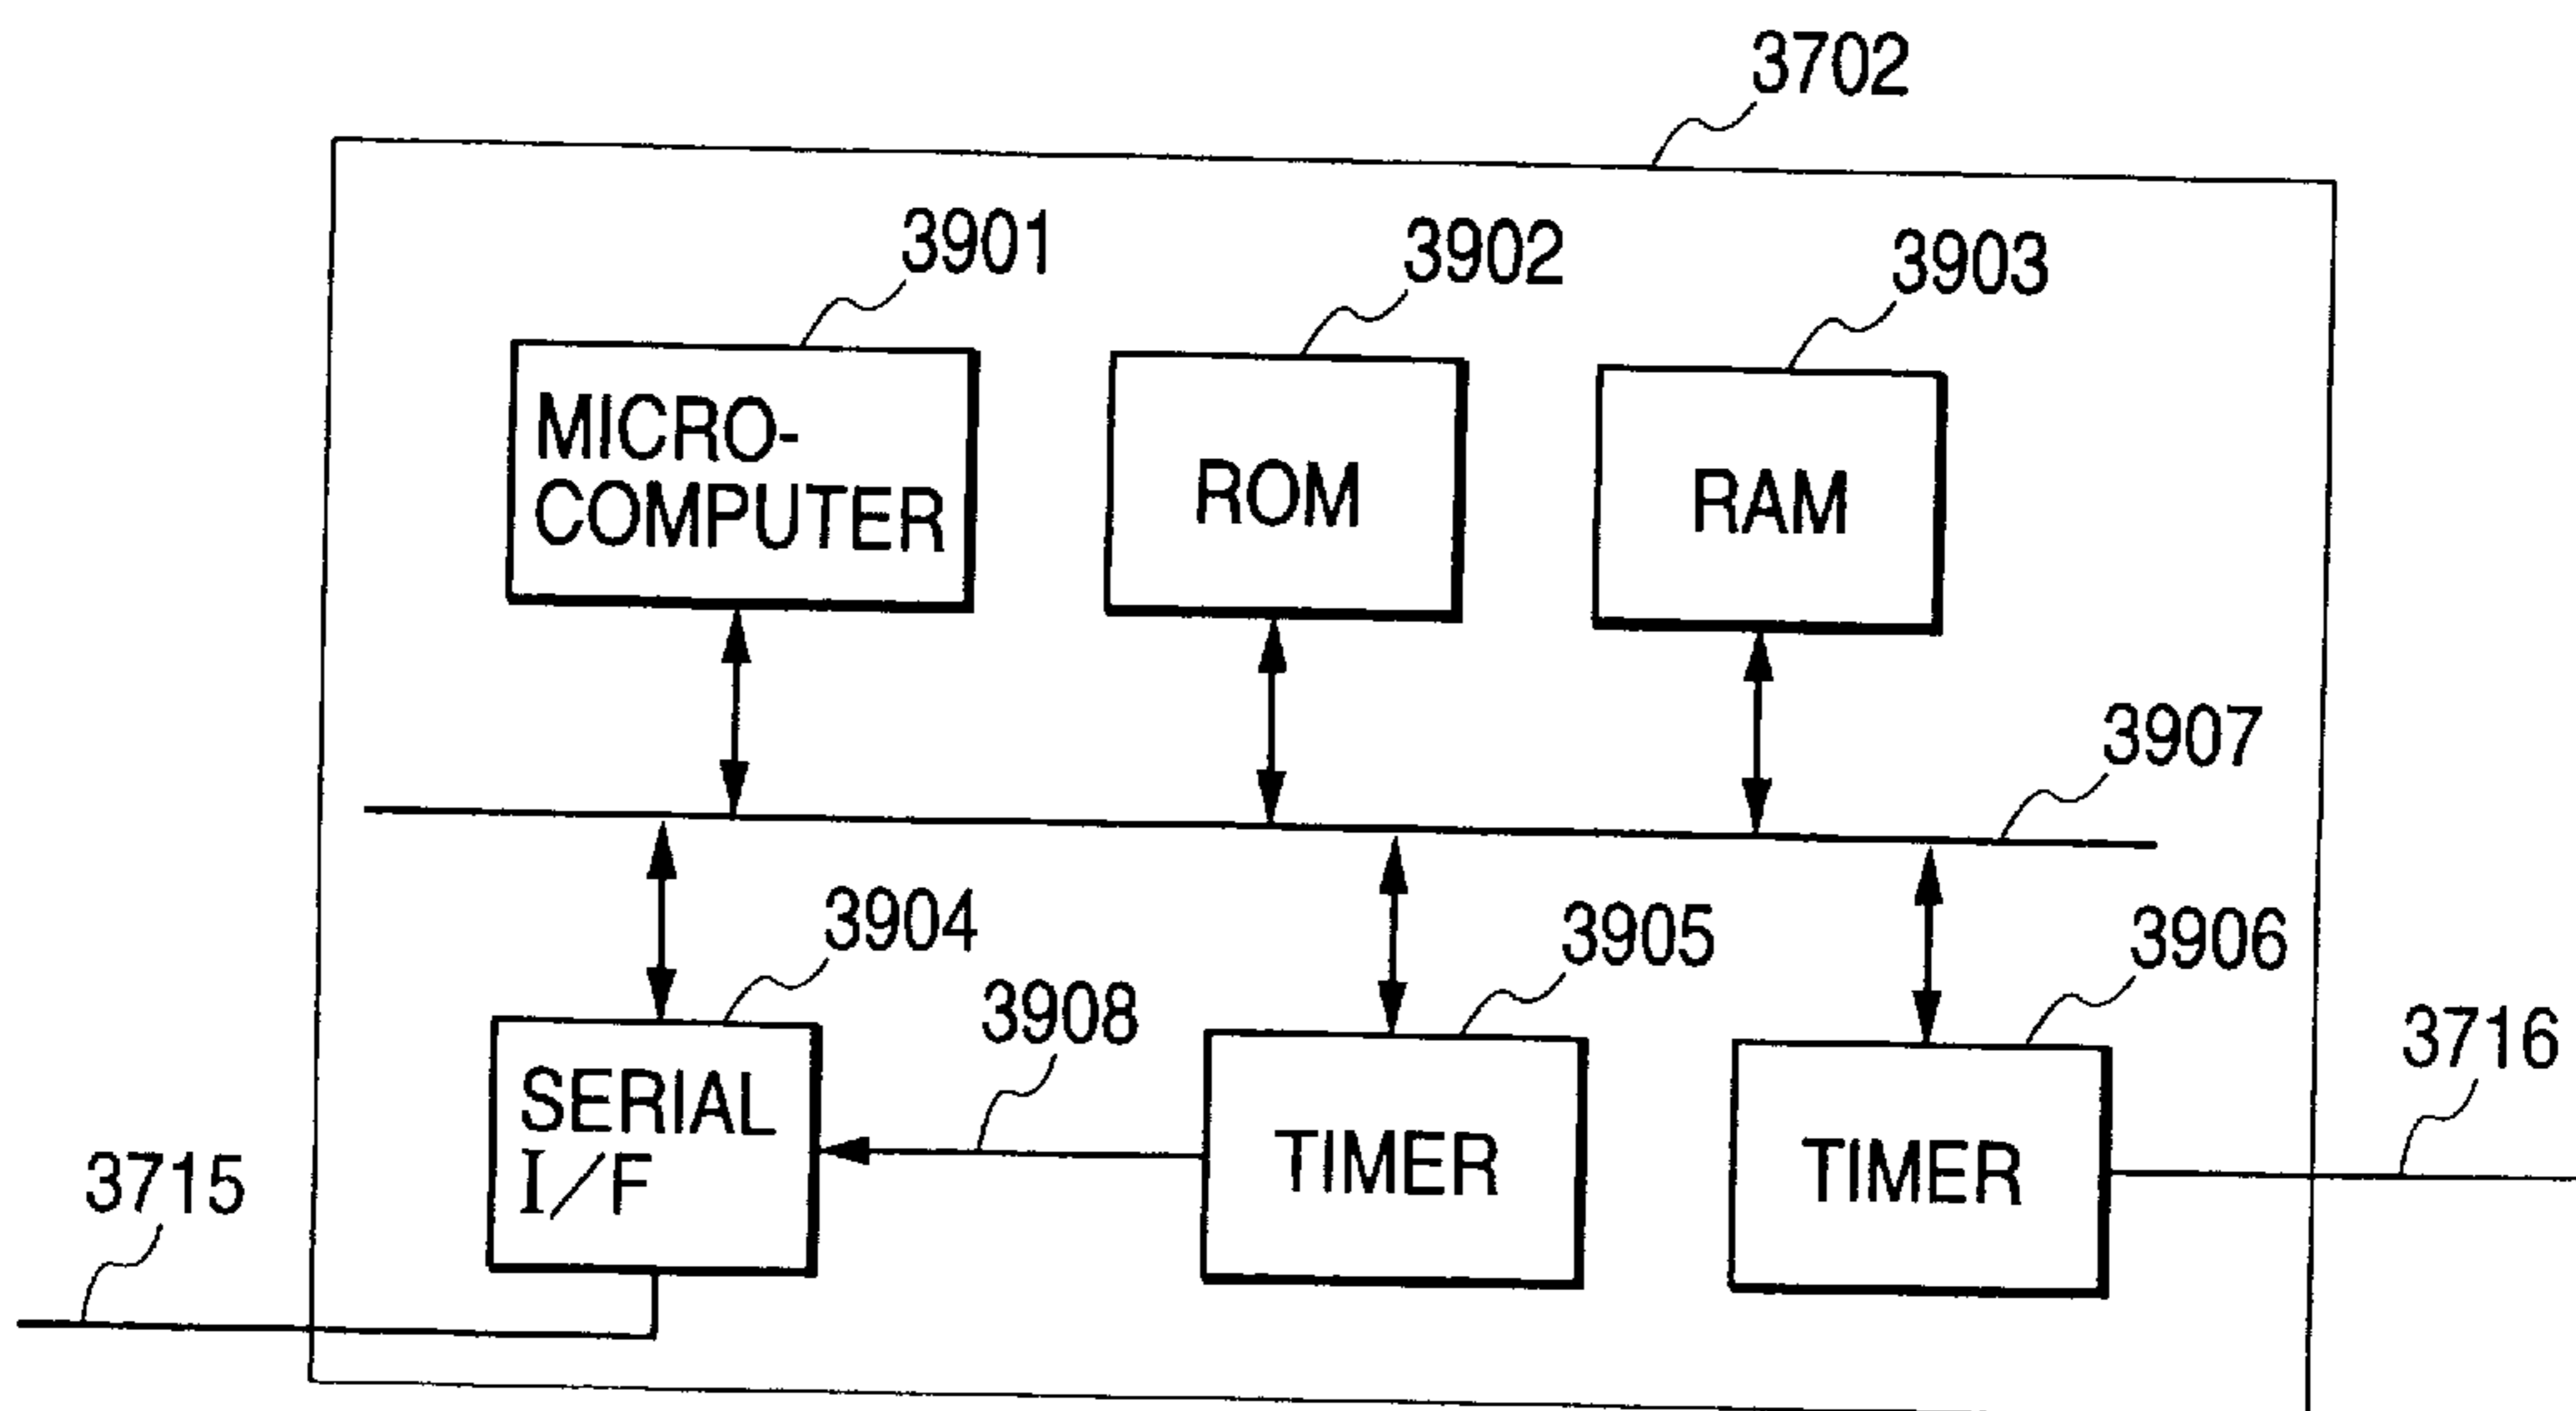 3702
3901
3902
3903
MICRO-
COMPUTER
ROM
RAM
3907
3904
3908
3905
3906
3716
SERIAL
I/F
TIMER
TIMER
3715